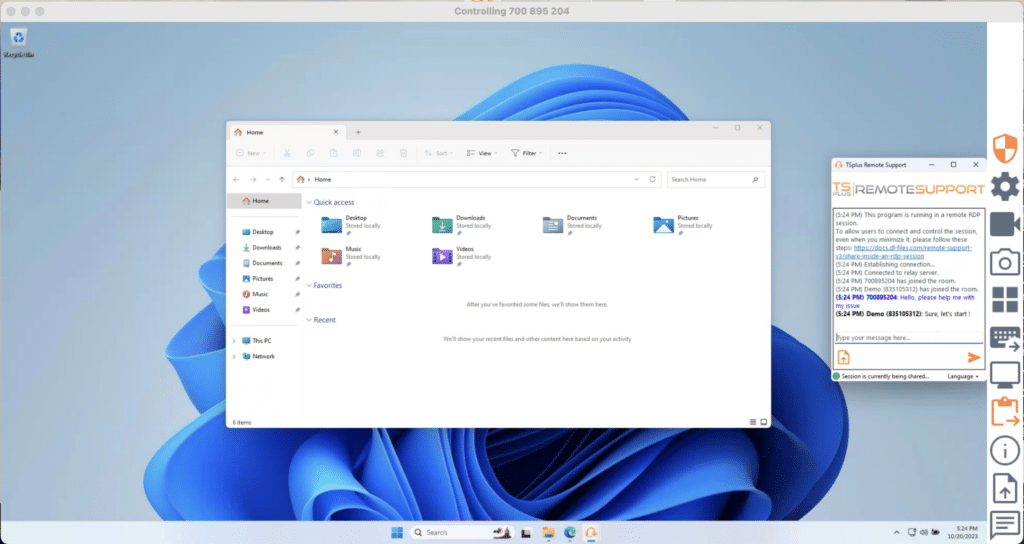 Controlling 700 895 204
Recycle Bin
Home
New
Sort
View
Filter
Home
Search Home
Home
Desktop
Downloads
Documents
Pictures
Music
Videos
This PC
Network
Quick access
Desktop
Stored locally
Downloads
Stored locally
Documents
Stored locally
Pictures
Stored locally
Music
Stored locally
Videos
Stored locally
Favorites
After you've favorited some files, we'll show them here.
Recent
We'll show your recent files and other content here based on your activity.
6 items
TSplus Remote Support
TS PLUS REMOTE SUPPORT
(5:24 PM) This program is running in a remote RDP
session.
To allow users to connect and control the session,
even when you minimize it, please follow these
steps: https://docs.dl-files.com/remote-support-
v3/share-inside-an-rdp-session
(5:24 PM) Establishing connection...
(5:24 PM) Connected to relay server.
(5:24 PM) 700895204 has joined the room.
(5:24 PM) Demo (835105312) has joined the room.
(5:24 PM) 700895204: Hello, please help me with
my issue
(5:24 PM) Demo (835105312): Sure, let's start !
Type your message here...
Session is currently being shared...
Language
Search
5:24 PM
10/20/2023